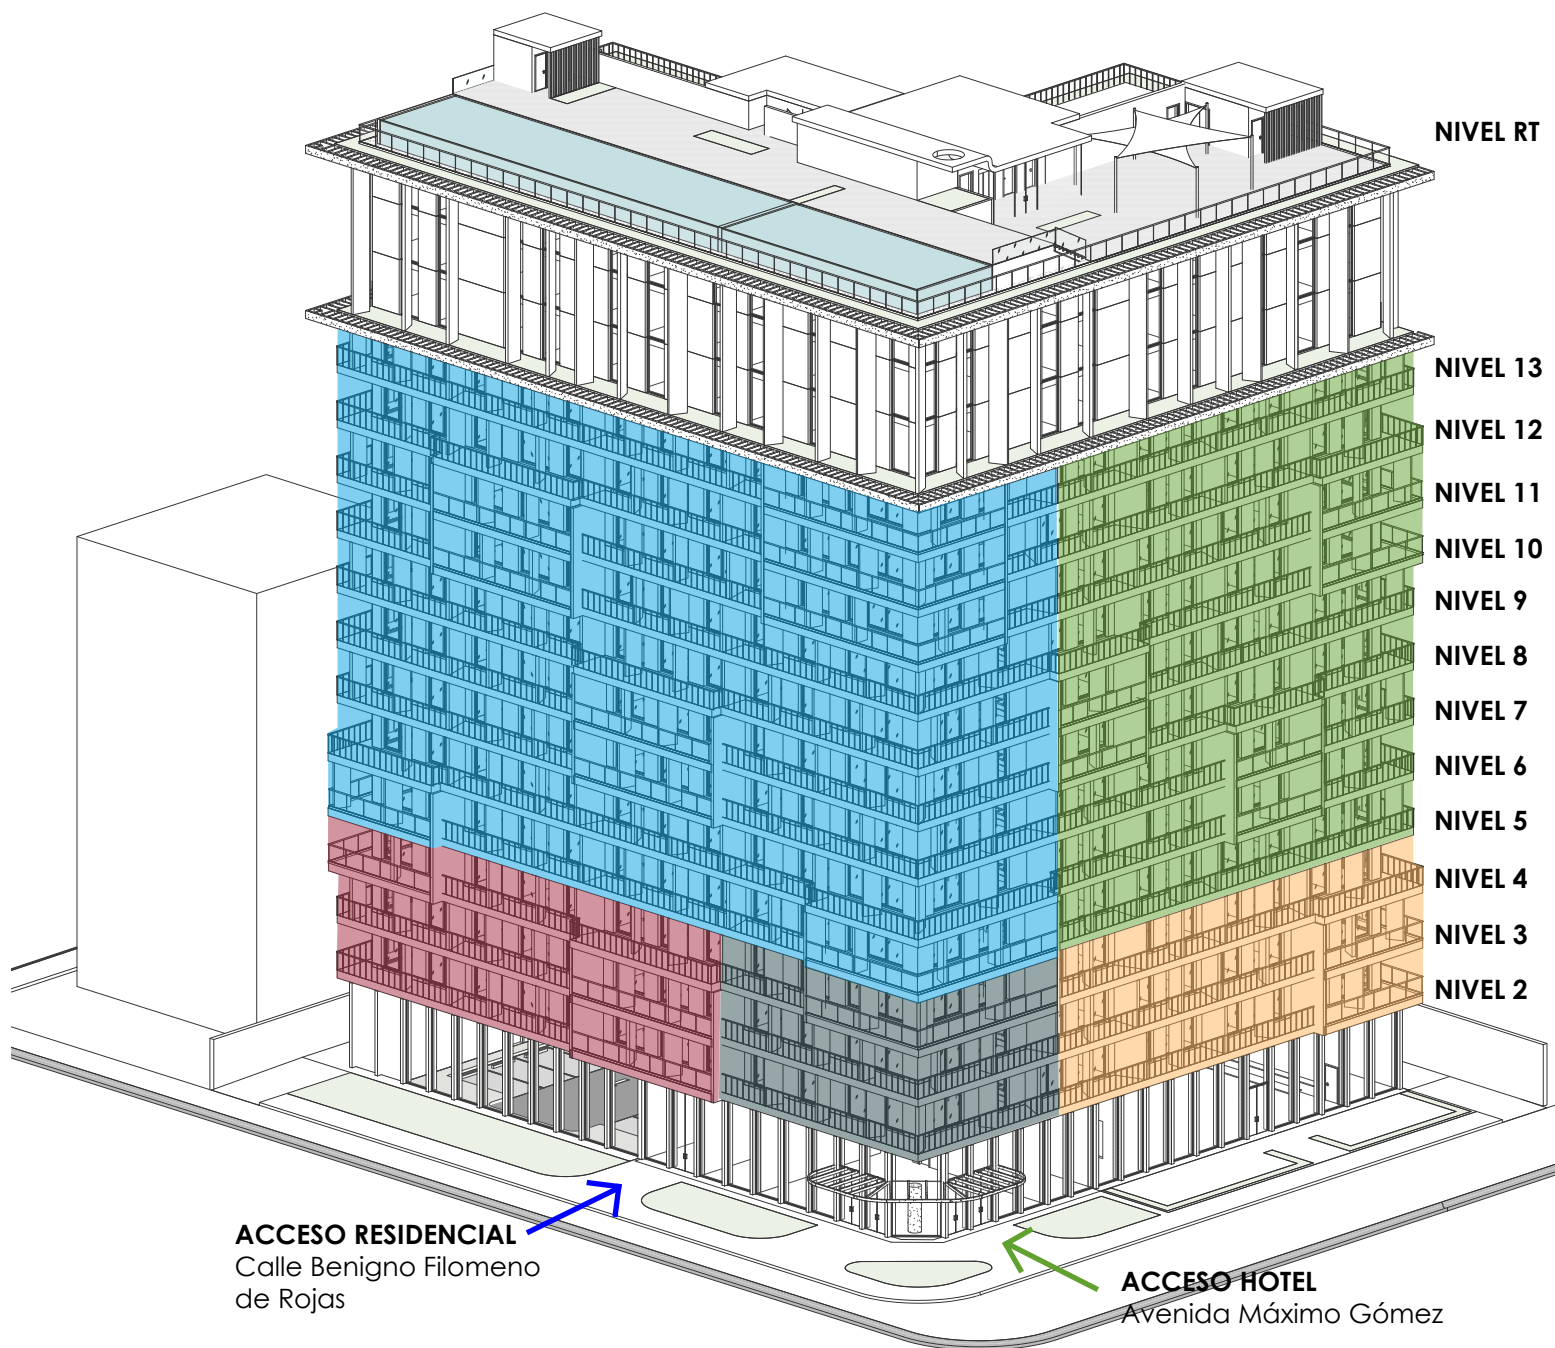 NIVEL RT
NIVEL 13
NIVEL 12
NIVEL 11
NIVEL 10
NIVEL 9
NIVEL 8
NIVEL 7
NIVEL 6
NIVEL 5
NIVEL 4
NIVEL 3
NIVEL 2
ACCESO RESIDENCIAL
Calle Benigno Filomeno
de Rojas
ACCESO HOTEL
Avenida Máximo Gómez